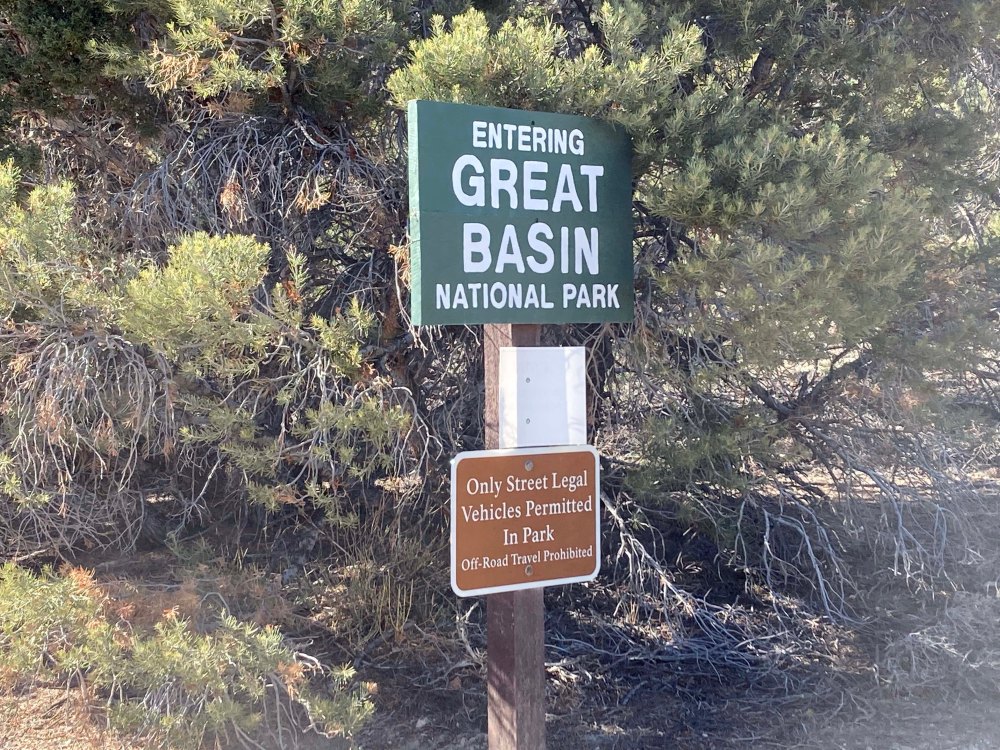 ENTERING
GREAT
BASIN
NATIONAL PARK
Only Street Legal
Vehicles Permitted
In Park
Off-Road Travel Prohibited